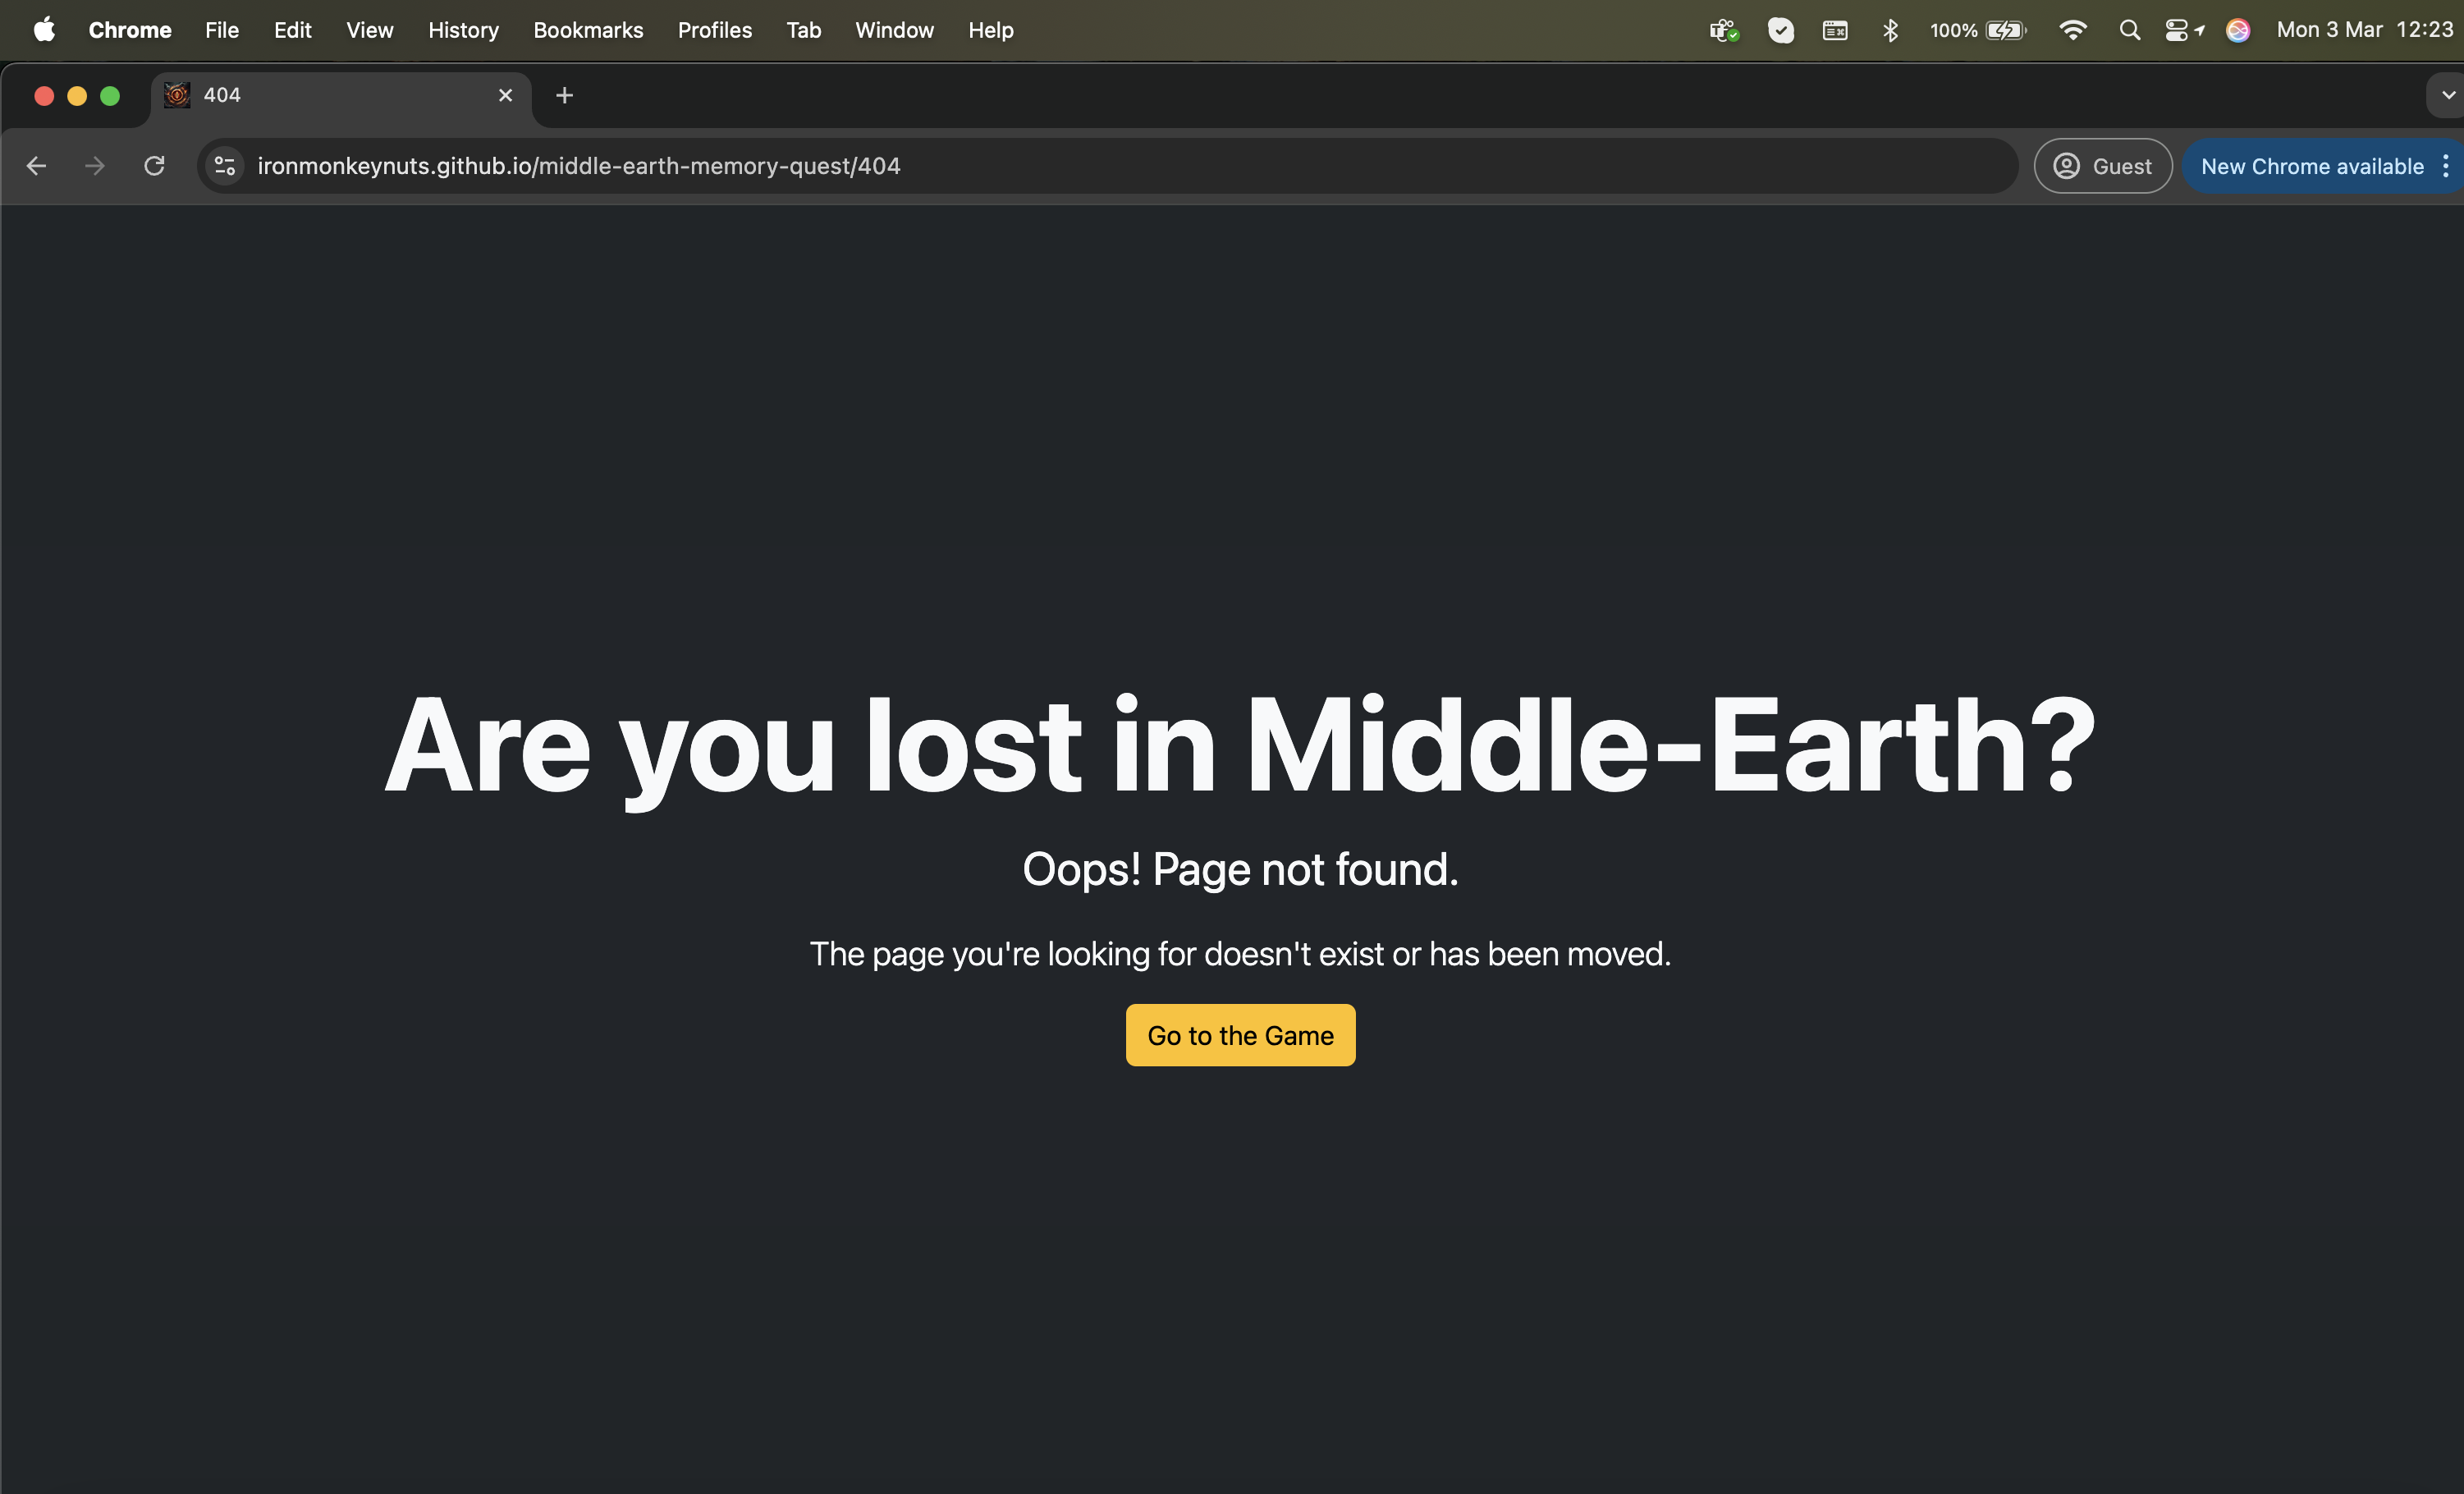 Chrome File Edit View History Bookmarks Profiles Tab Window Help 100% Mon 3 Mar 12:23
404
ironmonkeynuts.github.io/middle-earth-memory-quest/404 Guest New Chrome available
Are you lost in Middle-Earth?
Oops! Page not found.
The page you're looking for doesn't exist or has been moved.
Go to the Game